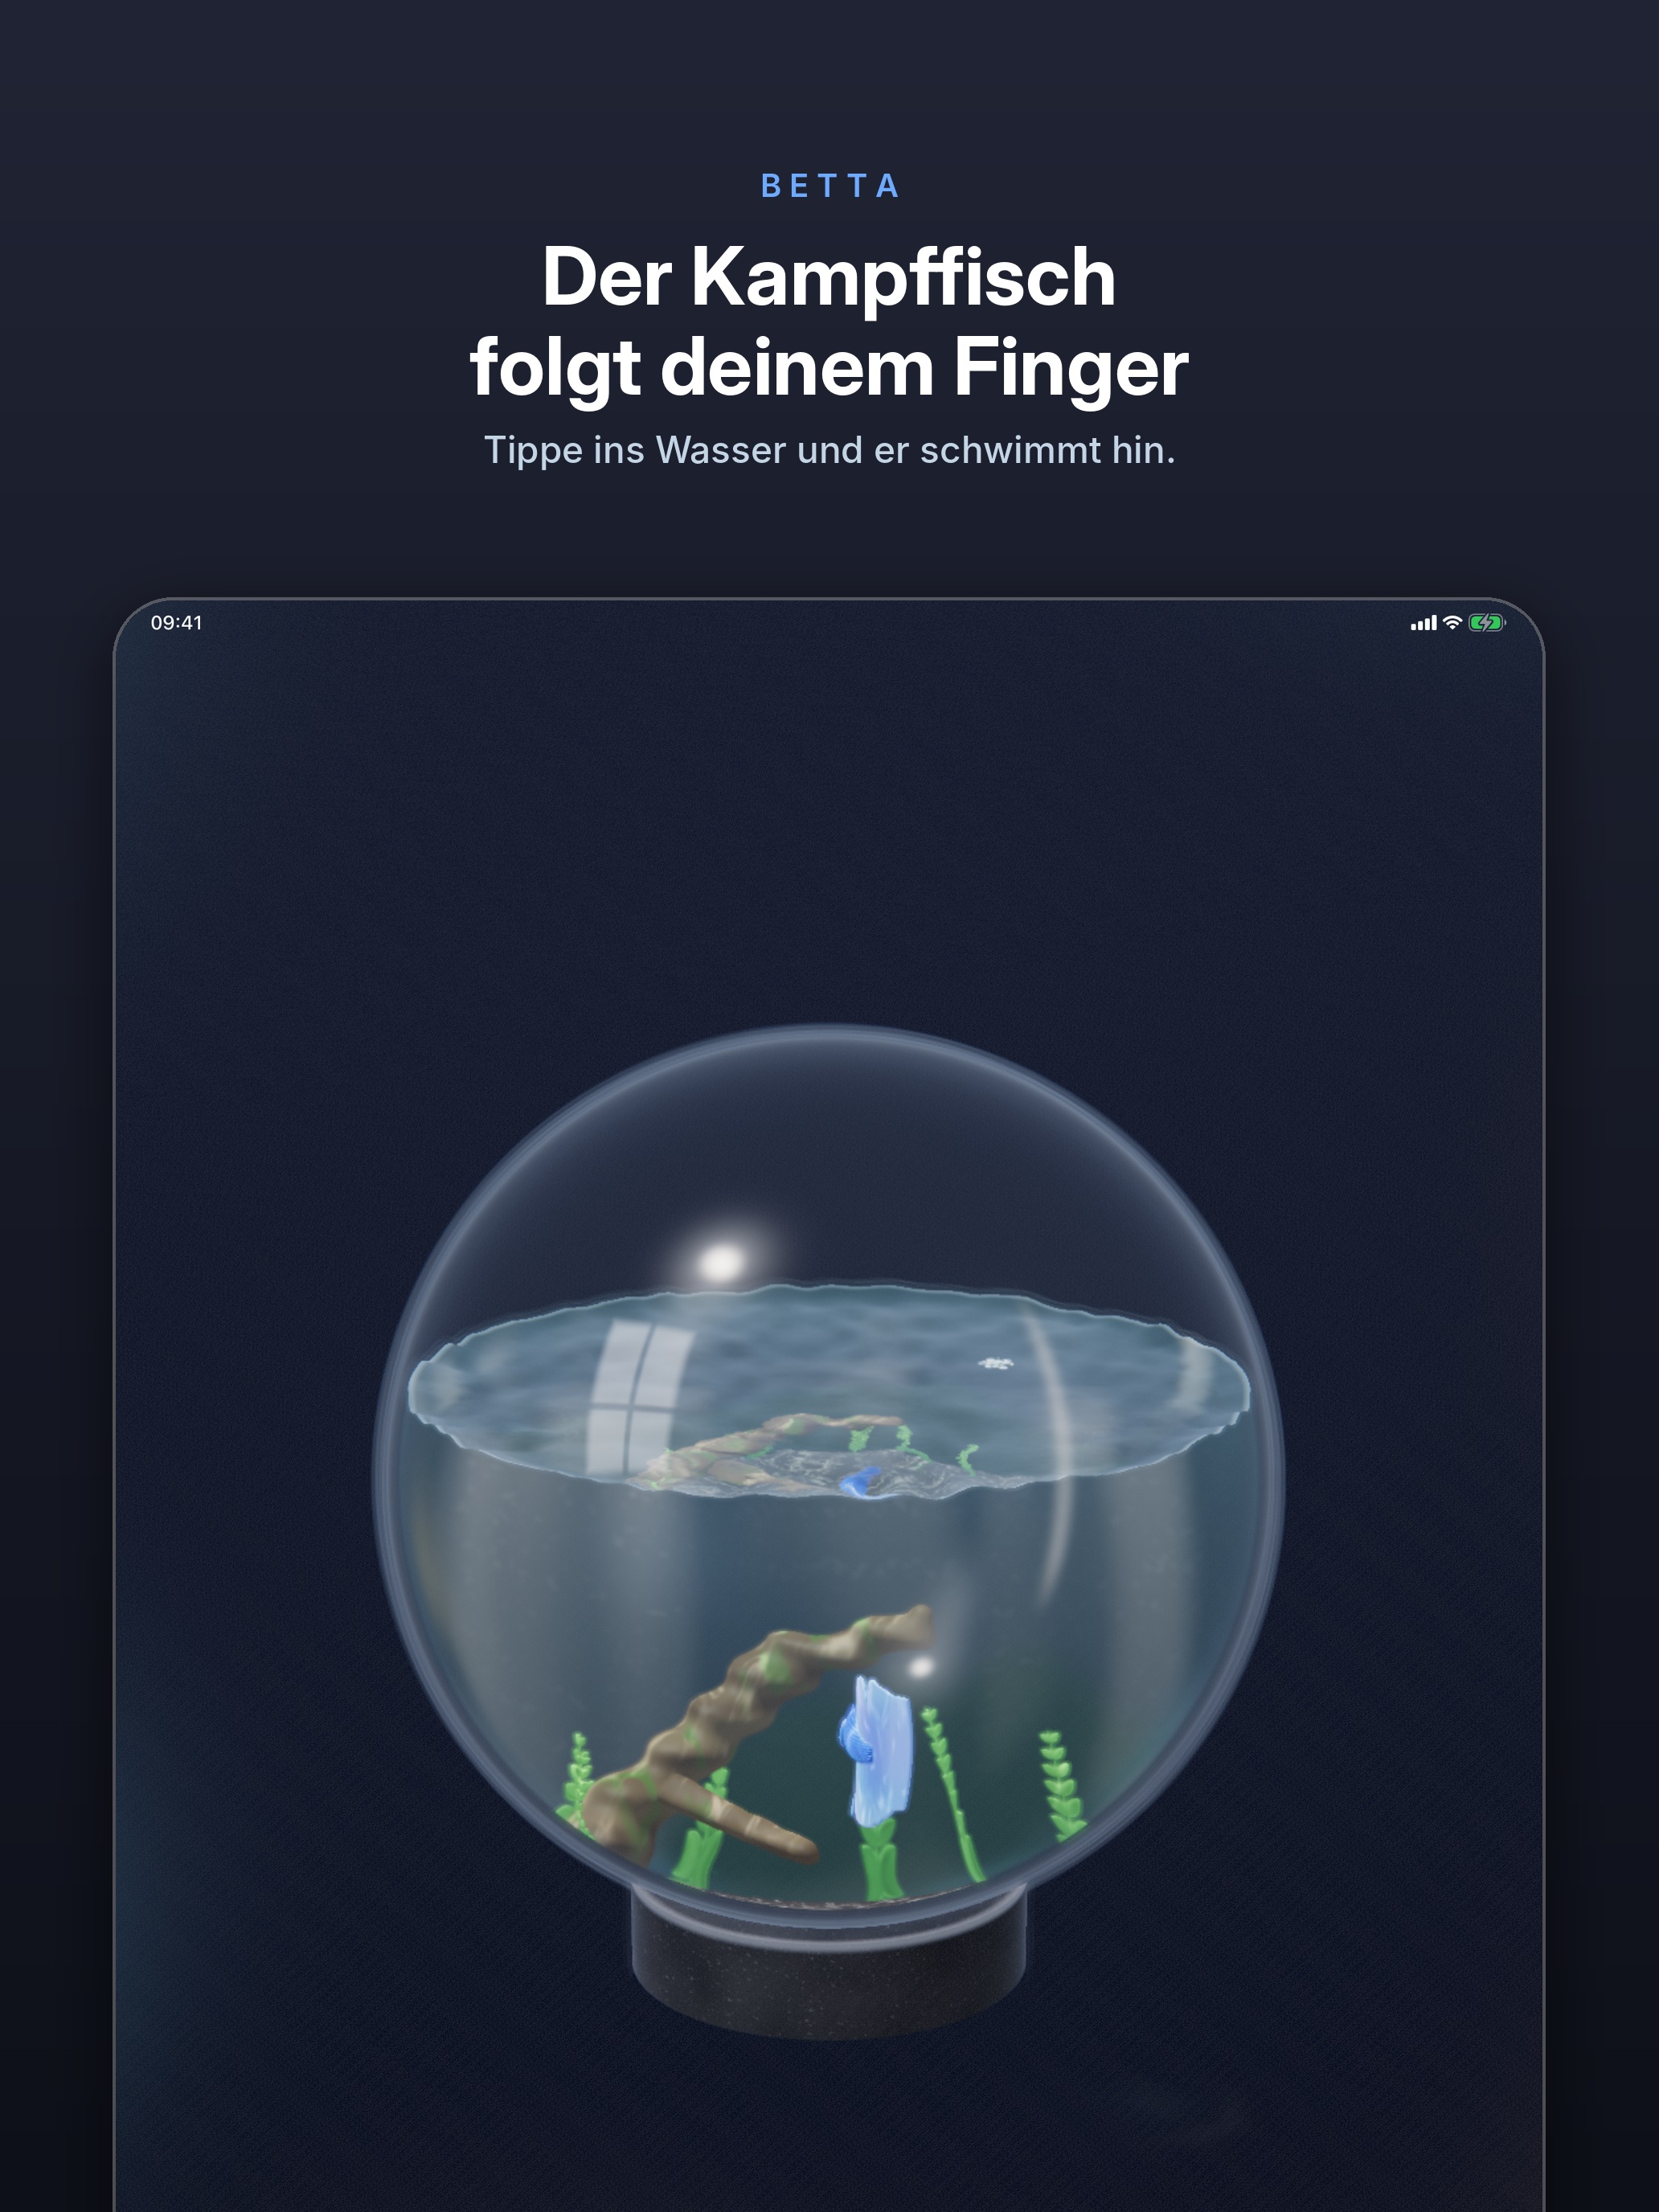 BETTA
Der Kampffisch
folgt deinem Finger
Tippe ins Wasser und er schwimmt hin.
09:41